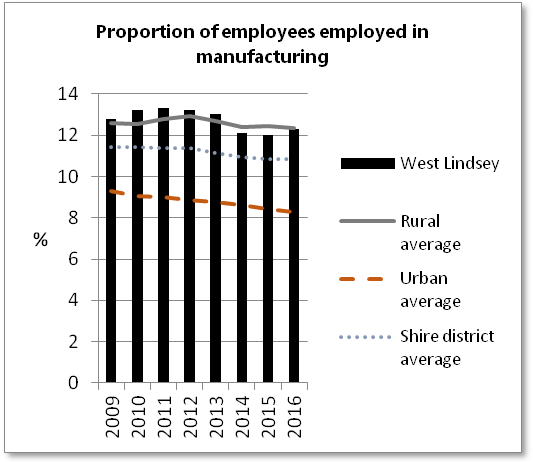 Proportion of employees employed in
manufacturing
14
12
10
8
6
4
2
0
%
2009
2010
2011
2012
2013
2014
2015
2016
West Lindsey
Rural
average
Urban
average
Shire district
average